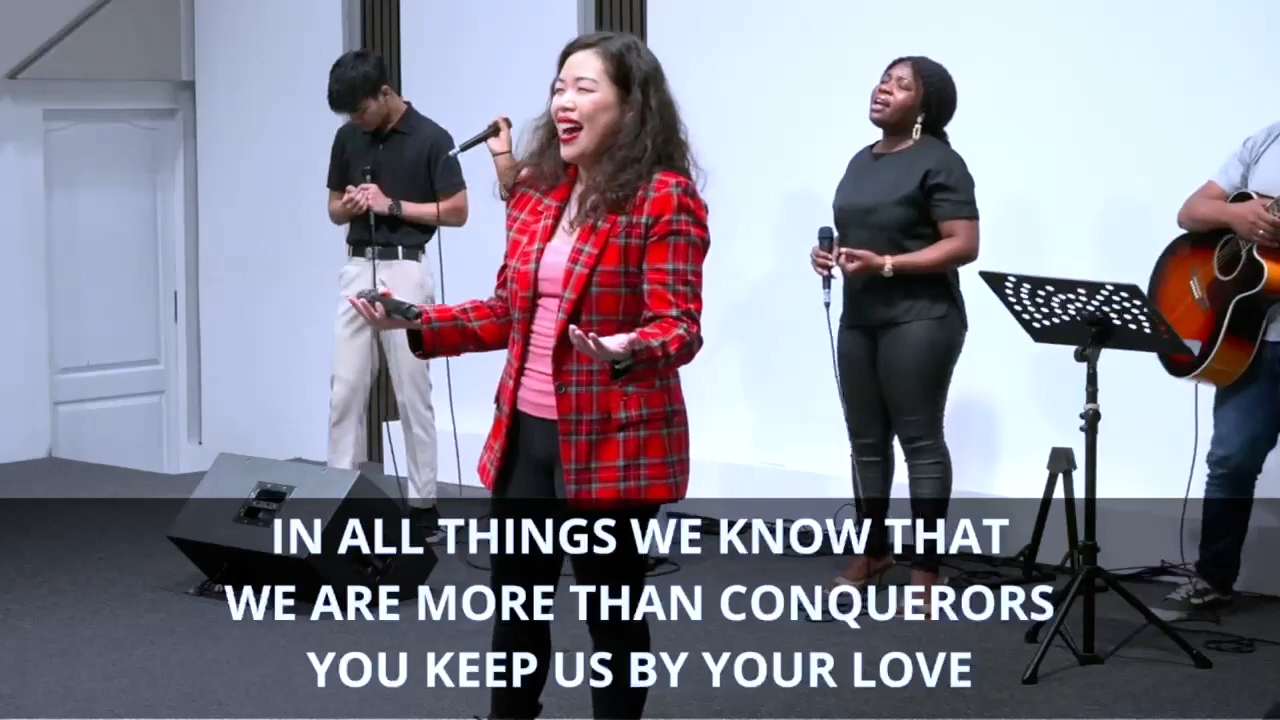 IN ALL THINGS WE KNOW THAT
WE ARE MORE THAN CONQUERORS
YOU KEEP US BY YOUR LOVE